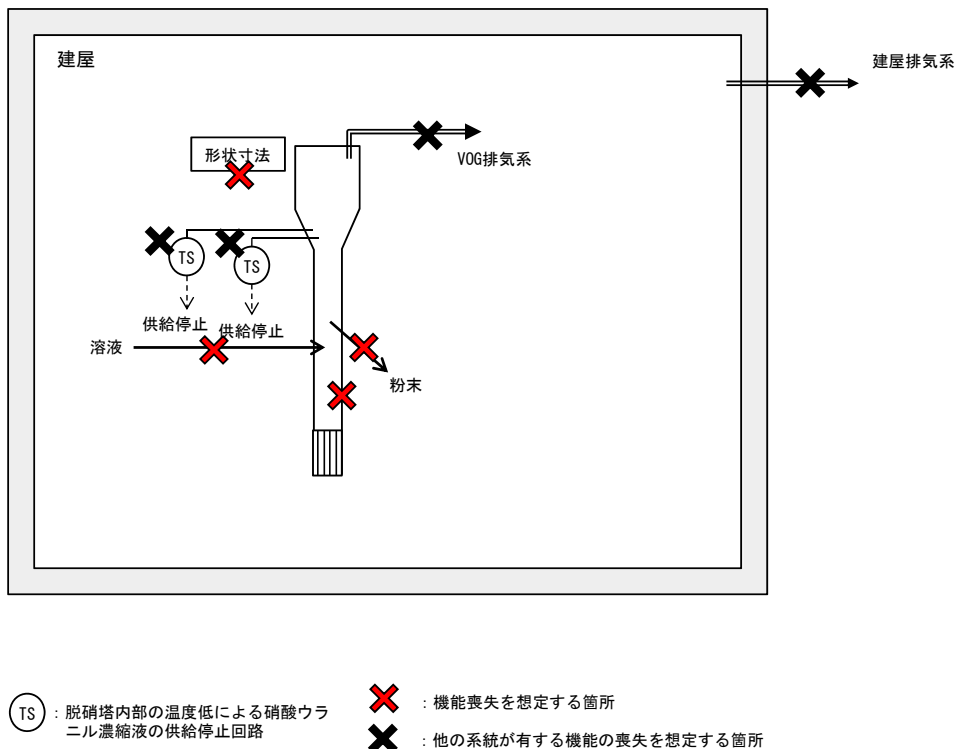 建屋
建屋排気系
形状寸法
VOG排気系
TS
TS
供給停止
供給停止
溶液
粉末
TS
:脱硝塔内部の温度低による硝酸ウラ
ニル濃縮液の供給停止回路
:機能喪失を想定する箇所
:他の系統が有する機能の喪失を想定する箇所